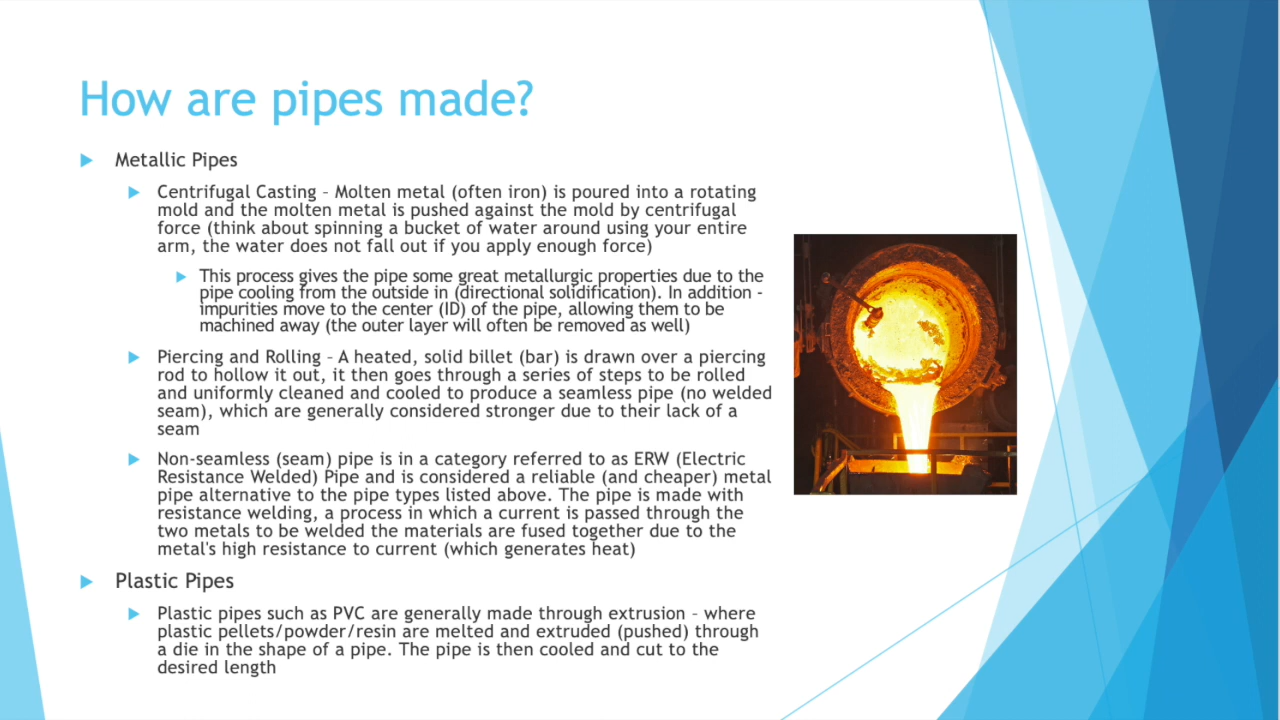 How are pipes made?
Metallic Pipes
Centrifugal Casting – Molten metal (often iron) is poured into a rotating
mold and the molten metal is pushed against the mold by centrifugal
force (think about spinning a bucket of water around using your entire
arm, the water does not fall out if you apply enough force)
This process gives the pipe some great metallurgic properties due to the
pipe cooling from the outside in (directional solidification). In addition -
impurities move to the center (ID) of the pipe, allowing them to be
machined away (the outer layer will often be removed as well)
Piercing and Rolling – A heated, solid billet (bar) is drawn over a piercing
rod to hollow it out, it then goes through a series of steps to be rolled
and uniformly cleaned and cooled to produce a seamless pipe (no welded
seam), which are generally considered stronger due to their lack of a
seam
Non-seamless (seam) pipe is in a category referred to as ERW (Electric
Resistance Welded) Pipe and is considered a reliable (and cheaper) metal
pipe alternative to the pipe types listed above. The pipe is made with
resistance welding, a process in which a current is passed through the
two metals to be welded the materials are fused together due to the
metal's high resistance to current (which generates heat)
Plastic Pipes
Plastic pipes such as PVC are generally made through extrusion – where
plastic pellets/powder/resin are melted and extruded (pushed) through
a die in the shape of a pipe. The pipe is then cooled and cut to the
desired length